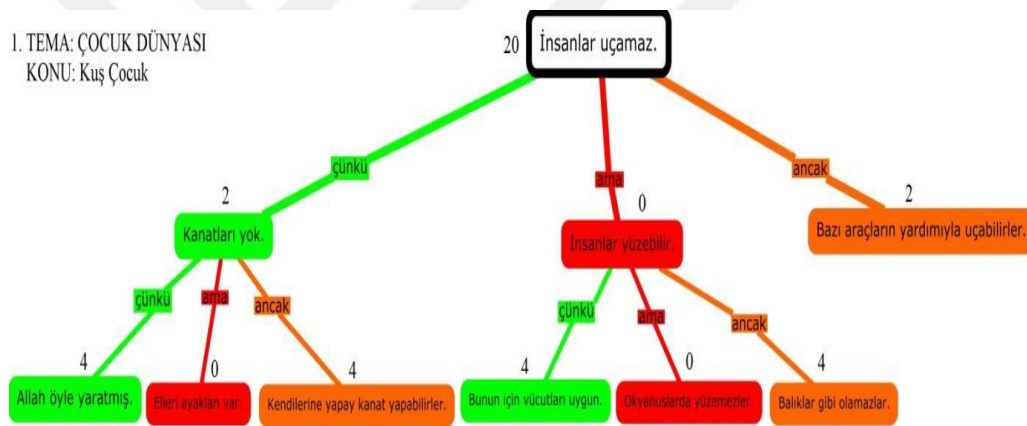 1. TEMA: ÇOCUK DÜNYASI
KONU: Kuş Çocuk
20
İnsanlar uçamaz.
çünkü
ama
ancak
2
Kanatları yok.
0
İnsanlar yüzebilir.
2
Bazı araçların yardımıyla uçabilirler.
çünkü
ama
ancak
çünkü
ama
ancak
4
Allah öyle yaratmış.
0
Elleri ayakları var.
4
Kendilerine yapay kanat yapabilirler.
4
Bunun için vücutları uygun.
0
Okyanuslarda yüzemezler.
4
Balıklar gibi olamazlar.